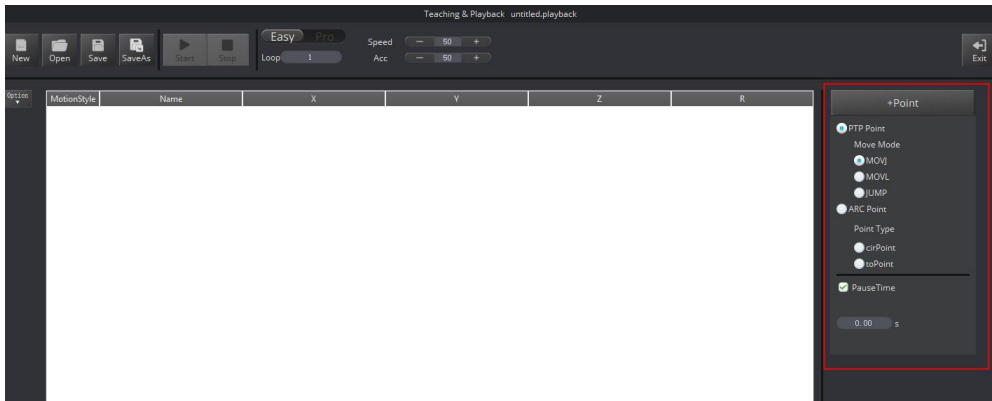 Teaching & Playback untitled.playback
New Open Save SaveAs Start Stop
Easy Pro
Loop 1
Speed — 50 +
Acc — 50 +
Exit
Option
MotionStyle Name X Y Z R
+Point
PTP Point
Move Mode
MOVJ
MOVL
JUMP
ARC Point
Point Type
cirPoint
toPoint
PauseTime
0.00 s